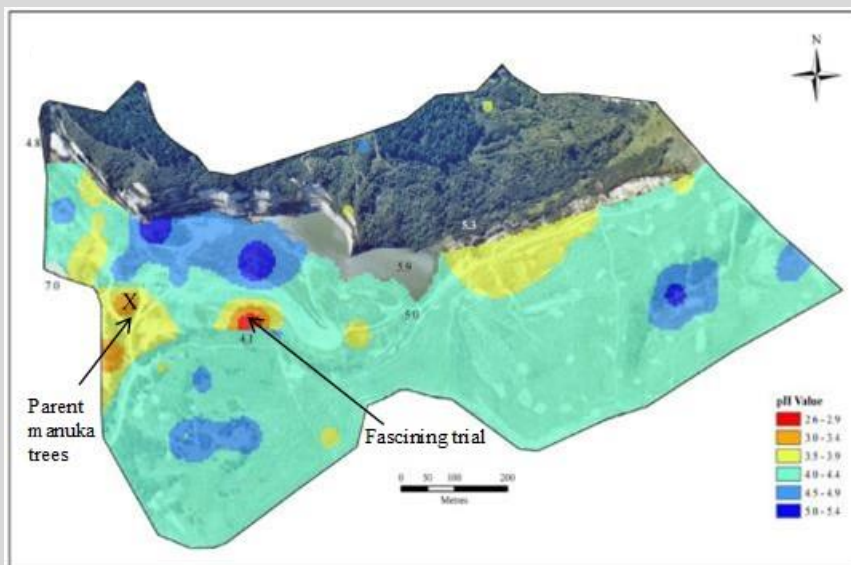 N
4.8
5.3
5.9
7.0
X
5.0
4.1
Parent
manuka
trees
Fascining trial
pH Value
2.6 - 2.9
3.0 - 3.4
3.5 - 3.9
4.0 - 4.4
4.5 - 4.9
5.0 - 5.4
0 50 100 200
Metres